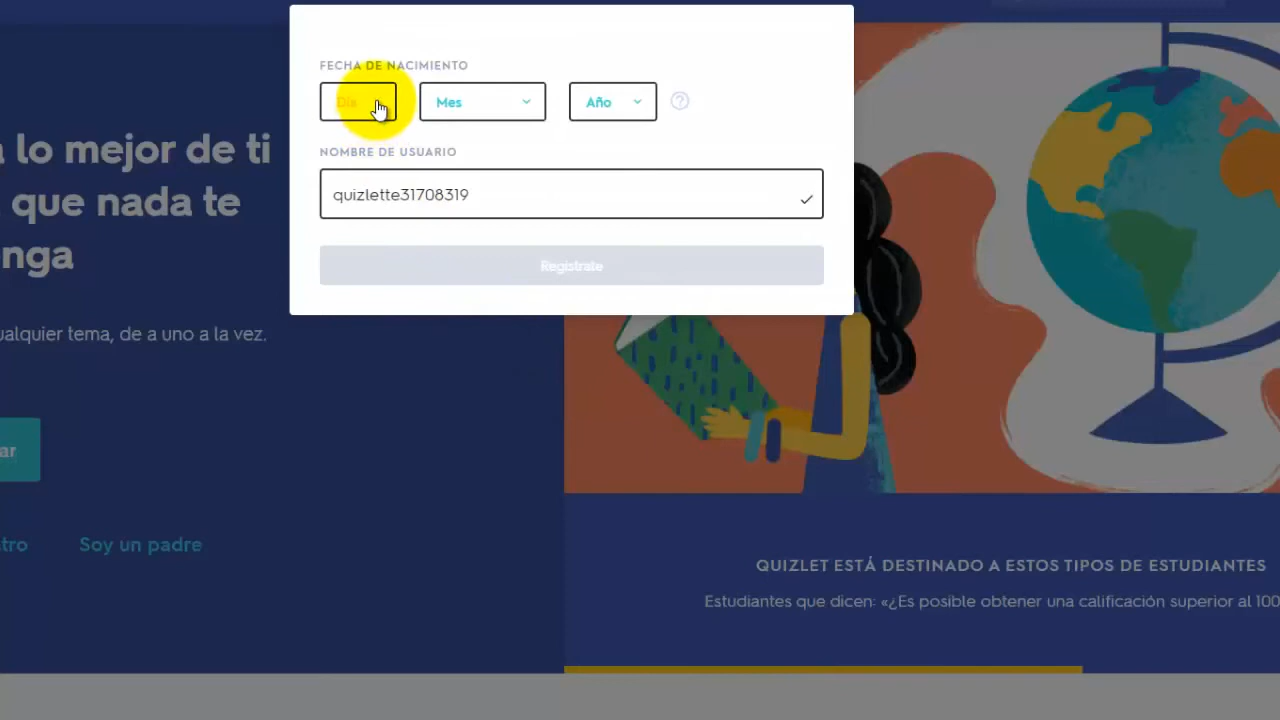 FECHA DE NACIMIENTO
Día Mes Año
NOMBRE DE USUARIO
quizlette31708319
Regístrate
lo mejor de ti
que nada te
nga
ualquier tema, de a uno a la vez.
ar
tro Soy un padre
QUIZLET ESTÁ DESTINADO A ESTOS TIPOS DE ESTUDIANTES
Estudiantes que dicen: «¿Es posible obtener una calificación superior al 100